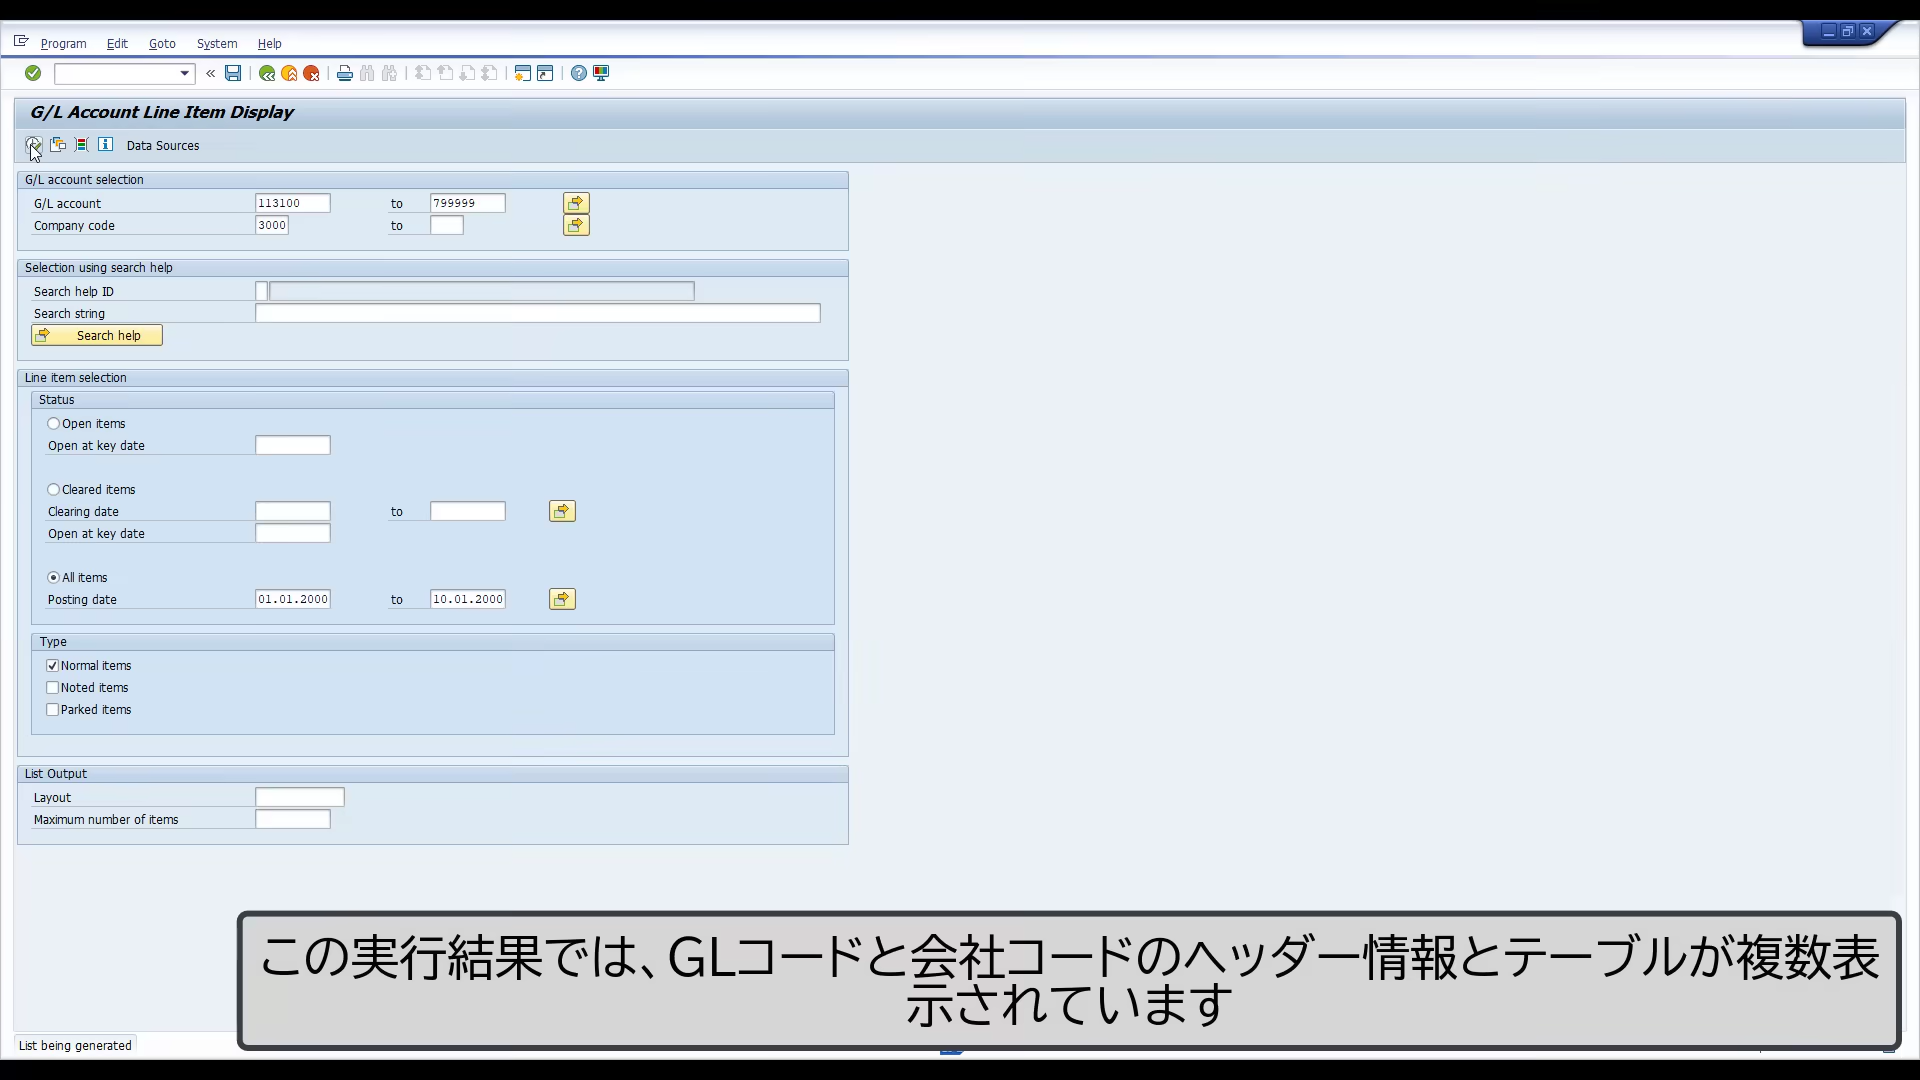 Program Edit Goto System Help
G/L Account Line Item Display
Data Sources
G/L account selection
G/L account 113100 to 799999
Company code 3000 to
Selection using search help
Search help ID
Search string
Search help
Line item selection
Status
Open items
Open at key date
Cleared items
Clearing date to
Open at key date
All items
Posting date 01.01.2000 to 10.01.2000
Type
Normal items
Noted items
Parked items
List Output
Layout
Maximum number of items
この実行結果では、GLコードと会社コードのヘッダー情報とテーブルが複数表
示されています
List being generated